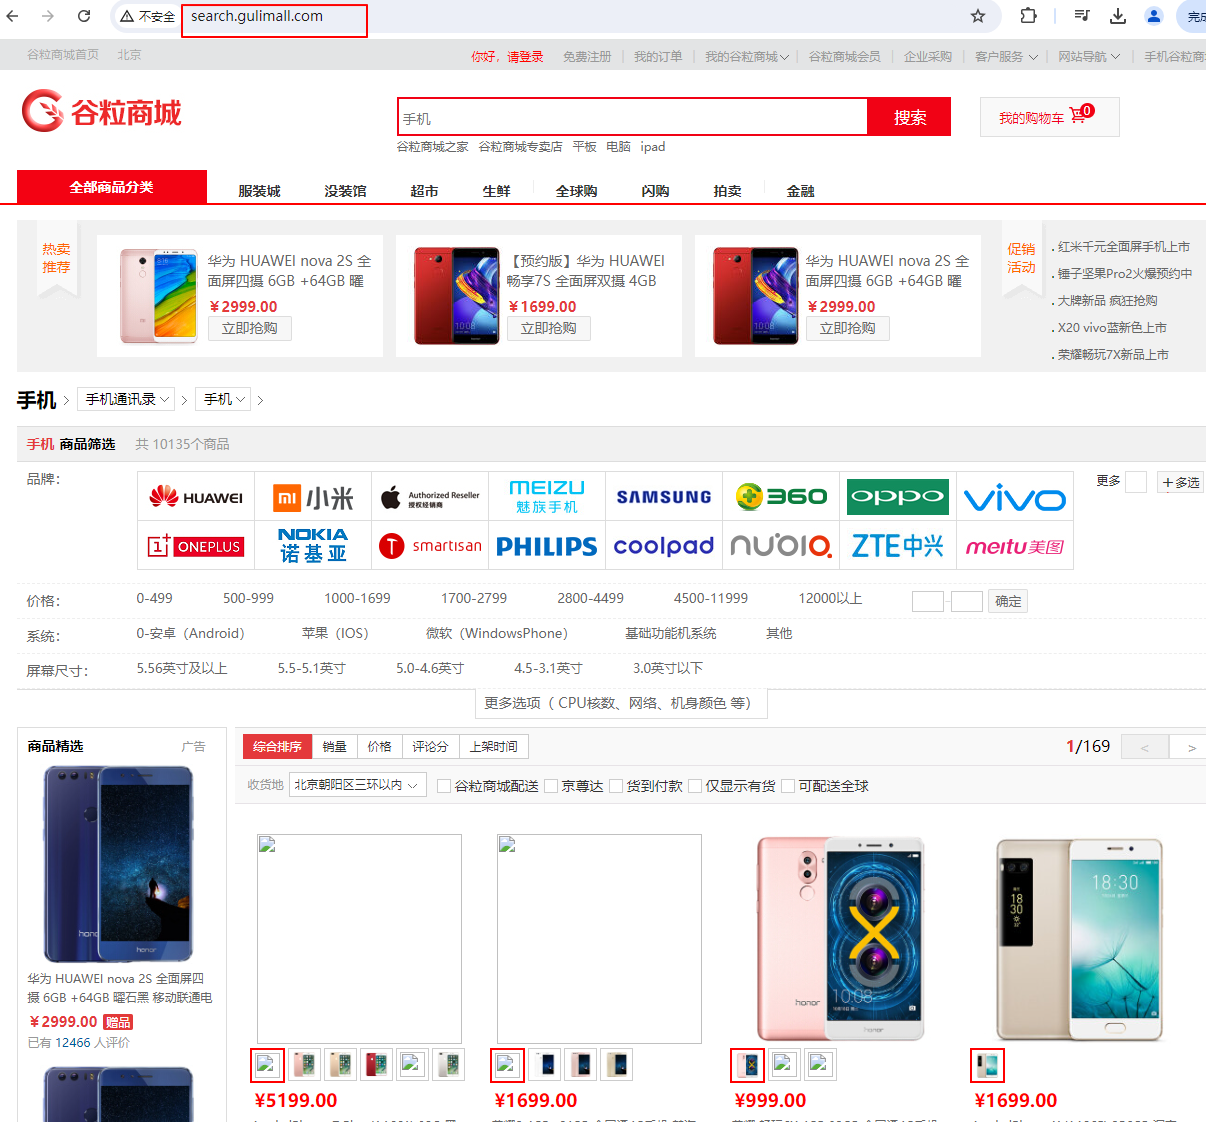 不安全 search.gulimall.com 完成
谷粒商城首页 北京 你好，请登录 免费注册 我的订单 我的谷粒商城 谷粒商城会员 企业采购 客户服务 网站导航 手机谷粒商
谷粒商城
手机 搜索 我的购物车 0
谷粒商城之家 谷粒商城专卖店 平板 电脑 ipad
全部商品分类 服装城 没装馆 超市 生鲜 全球购 闪购 拍卖 金融
热卖
推荐
华为 HUAWEI nova 2S 全
面屏四摄 6GB +64GB 曜
￥2999.00
立即抢购
【预约版】华为 HUAWEI
畅享7S 全面屏双摄 4GB
￥1699.00
立即抢购
华为 HUAWEI nova 2S 全
面屏四摄 6GB +64GB 曜
￥2999.00
立即抢购
促销
活动
. 红米千元全面屏手机上市
. 锤子坚果Pro2火爆预约中
. 大牌新品 疯狂抢购
. X20 vivo蓝新色上市
. 荣耀畅玩7X新品上市
手机 > 手机通讯录 > 手机 >
手机 商品筛选 共 10135个商品
品牌：
HUAWEI 小米 Authorized Reseller 授权经销商 MEIZU 魅族手机 SAMSUNG 360 OPPO vivo
ONEPLUS NOKIA 诺基亚 smartisan PHILIPS coolpad nubia ZTE中兴 meitu美图
更多 +多选
价格： 0-499 500-999 1000-1699 1700-2799 2800-4499 4500-11999 12000以上 - 确定
系统： 0-安卓（Android） 苹果（IOS） 微软（WindowsPhone） 基础功能机系统 其他
屏幕尺寸： 5.56英寸及以上 5.5-5.1英寸 5.0-4.6英寸 4.5-3.1英寸 3.0英寸以下
更多选项（ CPU核数、网络、机身颜色 等）
商品精选 广告
honor
honor
华为 HUAWEI nova 2S 全面屏四
摄 6GB +64GB 曜石黑 移动联通电
￥2999.00 赠品
已有 12466 人评价
综合排序 销量 价格 评论分 上架时间 1/169 < >
收货地 北京朝阳区三环以内 谷粒商城配送 京尊达 货到付款 仅显示有货 可配送全球
honor
10:08
honor
18:30
18
30
¥5199.00 ¥1699.00 ¥999.00 ¥1699.00